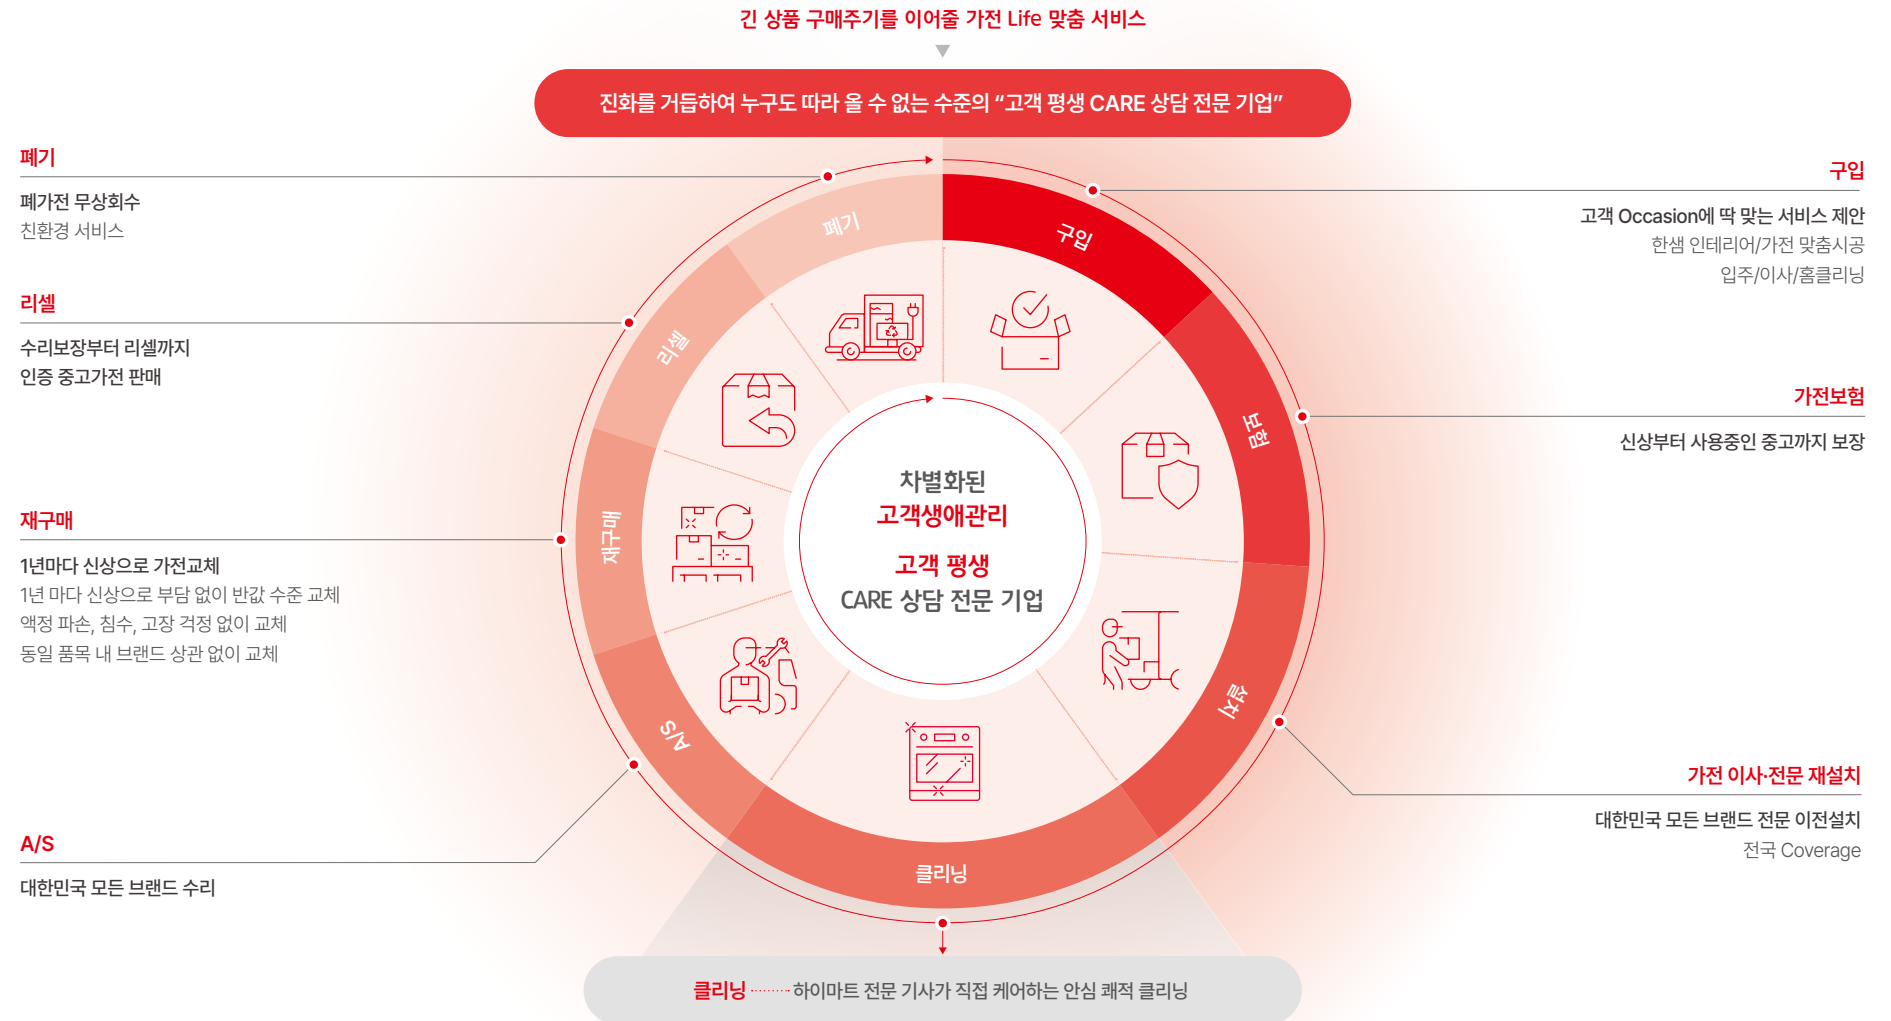 긴 상품 구매주기를 이어줄 가전 Life 맞춤 서비스
진화를 거듭하여 누구도 따라 올 수 없는 수준의 “고객 평생 CARE 상담 전문 기업”
폐기
폐가전 무상회수
친환경 서비스
리셀
수리보장부터 리셀까지
인증 중고가전 판매
재구매
1년마다 신상으로 가전교체
1년 마다 신상으로 부담 없이 반값 수준 교체
액정 파손, 침수, 고장 걱정 없이 교체
동일 품목 내 브랜드 상관 없이 교체
A/S
대한민국 모든 브랜드 수리
구입
고객 Occasion에 딱 맞는 서비스 제안
한샘 인테리어/가전 맞춤시공
입주/이사/홈클리닝
가전보험
신상부터 사용중인 중고까지 보장
가전 이사·전문 재설치
대한민국 모든 브랜드 전문 이전설치
전국 Coverage
구입
보험
설치
클리닝
A/S
재구매
리셀
폐기
차별화된
고객생애관리
고객 평생
CARE 상담 전문 기업
클리닝 ········ 하이마트 전문 기사가 직접 케어하는 안심 쾌적 클리닝